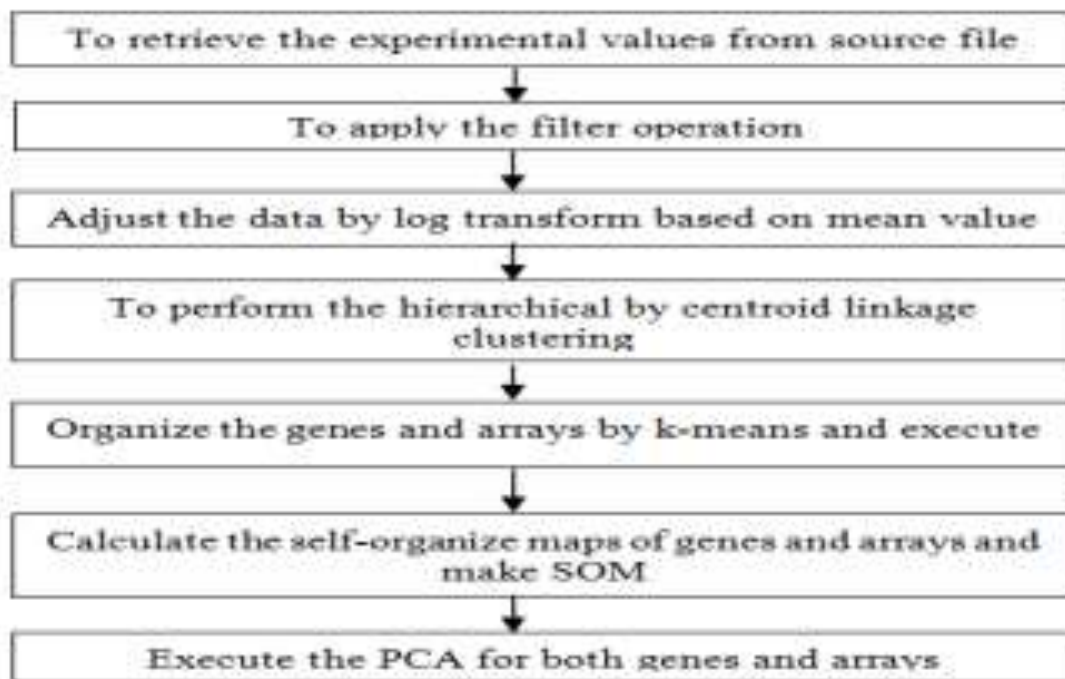 To retrieve the experimental values from source file
To apply the filter operation
Adjust the data by log transform based on mean value
To perform the hierarchical by centroid linkage
clustering
Organize the genes and arrays by k-means and execute
Calculate the self-organize maps of genes and arrays and
make SOM
Execute the PCA for both genes and arrays